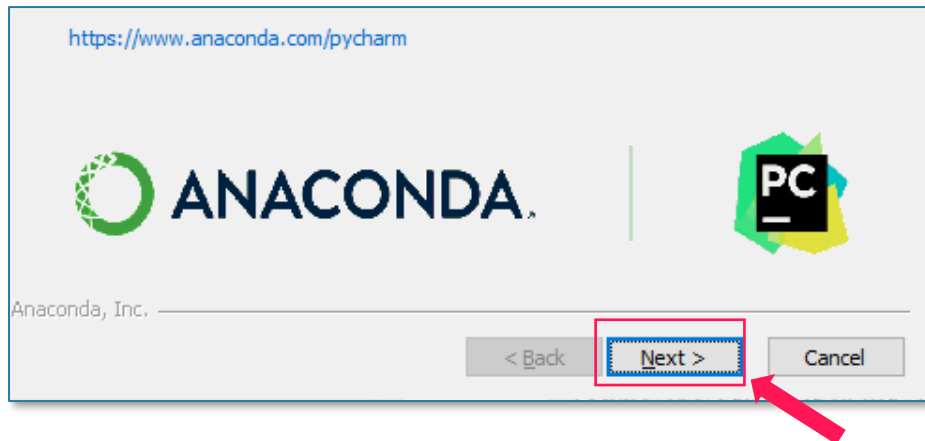 https://www.anaconda.com/pycharm
ANACONDA.
PC
Anaconda, Inc.
< Back Next > Cancel